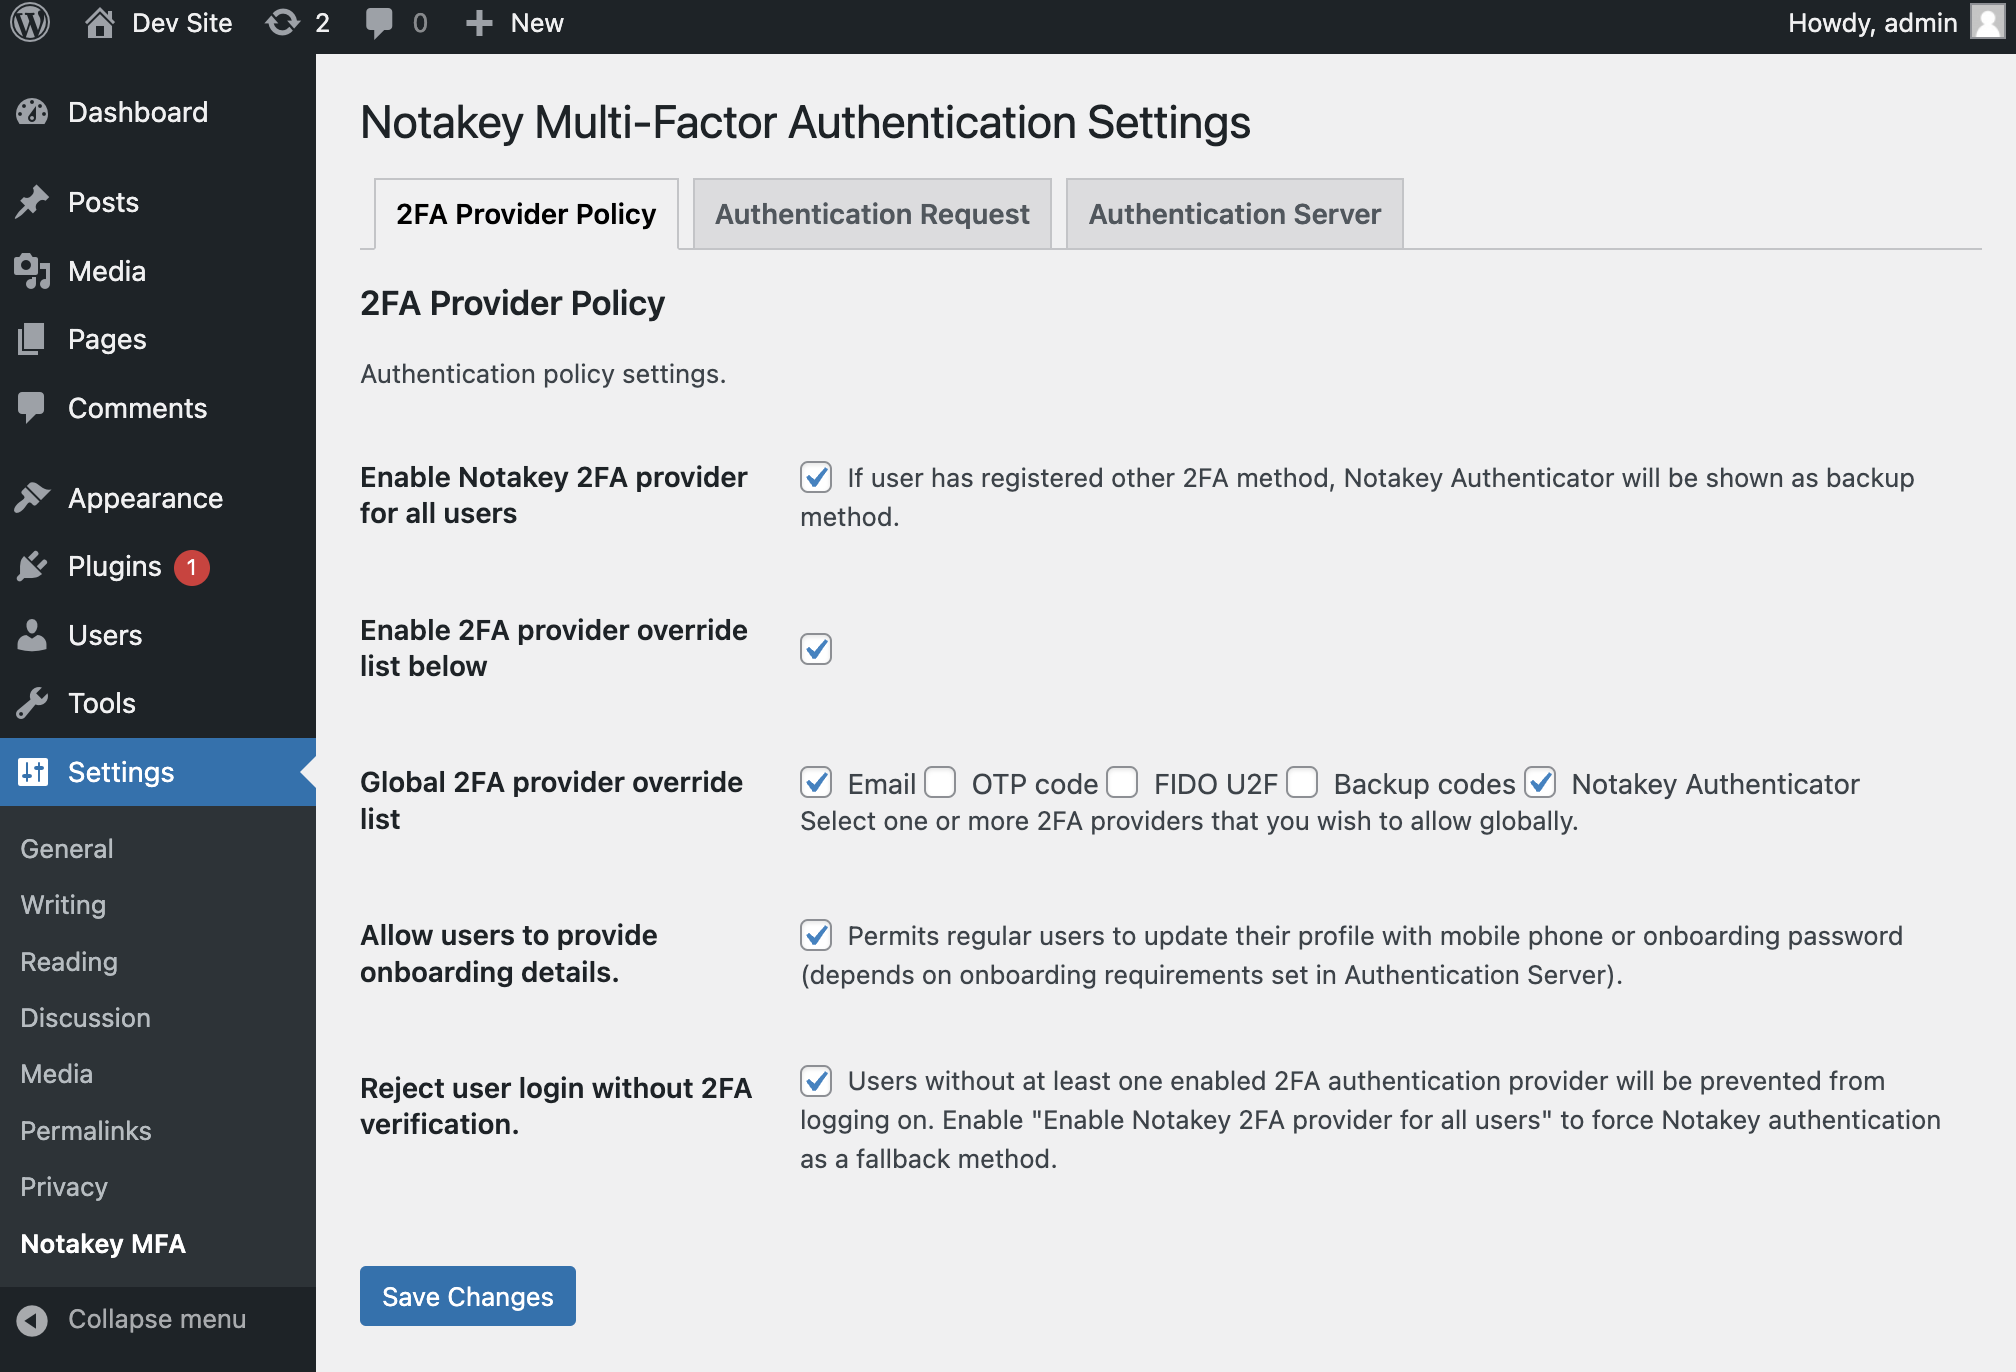 Dev Site 2 0 New Howdy, admin
Dashboard
Posts
Media
Pages
Comments
Appearance
Plugins 1
Users
Tools
Settings
General
Writing
Reading
Discussion
Media
Permalinks
Privacy
Notakey MFA
Collapse menu
Notakey Multi-Factor Authentication Settings
2FA Provider Policy Authentication Request Authentication Server
2FA Provider Policy
Authentication policy settings.
Enable Notakey 2FA provider
for all users
If user has registered other 2FA method, Notakey Authenticator will be shown as backup
method.
Enable 2FA provider override
list below
Global 2FA provider override
list
Email OTP code FIDO U2F Backup codes Notakey Authenticator
Select one or more 2FA providers that you wish to allow globally.
Allow users to provide
onboarding details.
Permits regular users to update their profile with mobile phone or onboarding password
(depends on onboarding requirements set in Authentication Server).
Reject user login without 2FA
verification.
Users without at least one enabled 2FA authentication provider will be prevented from
logging on. Enable "Enable Notakey 2FA provider for all users" to force Notakey authentication
as a fallback method.
Save Changes